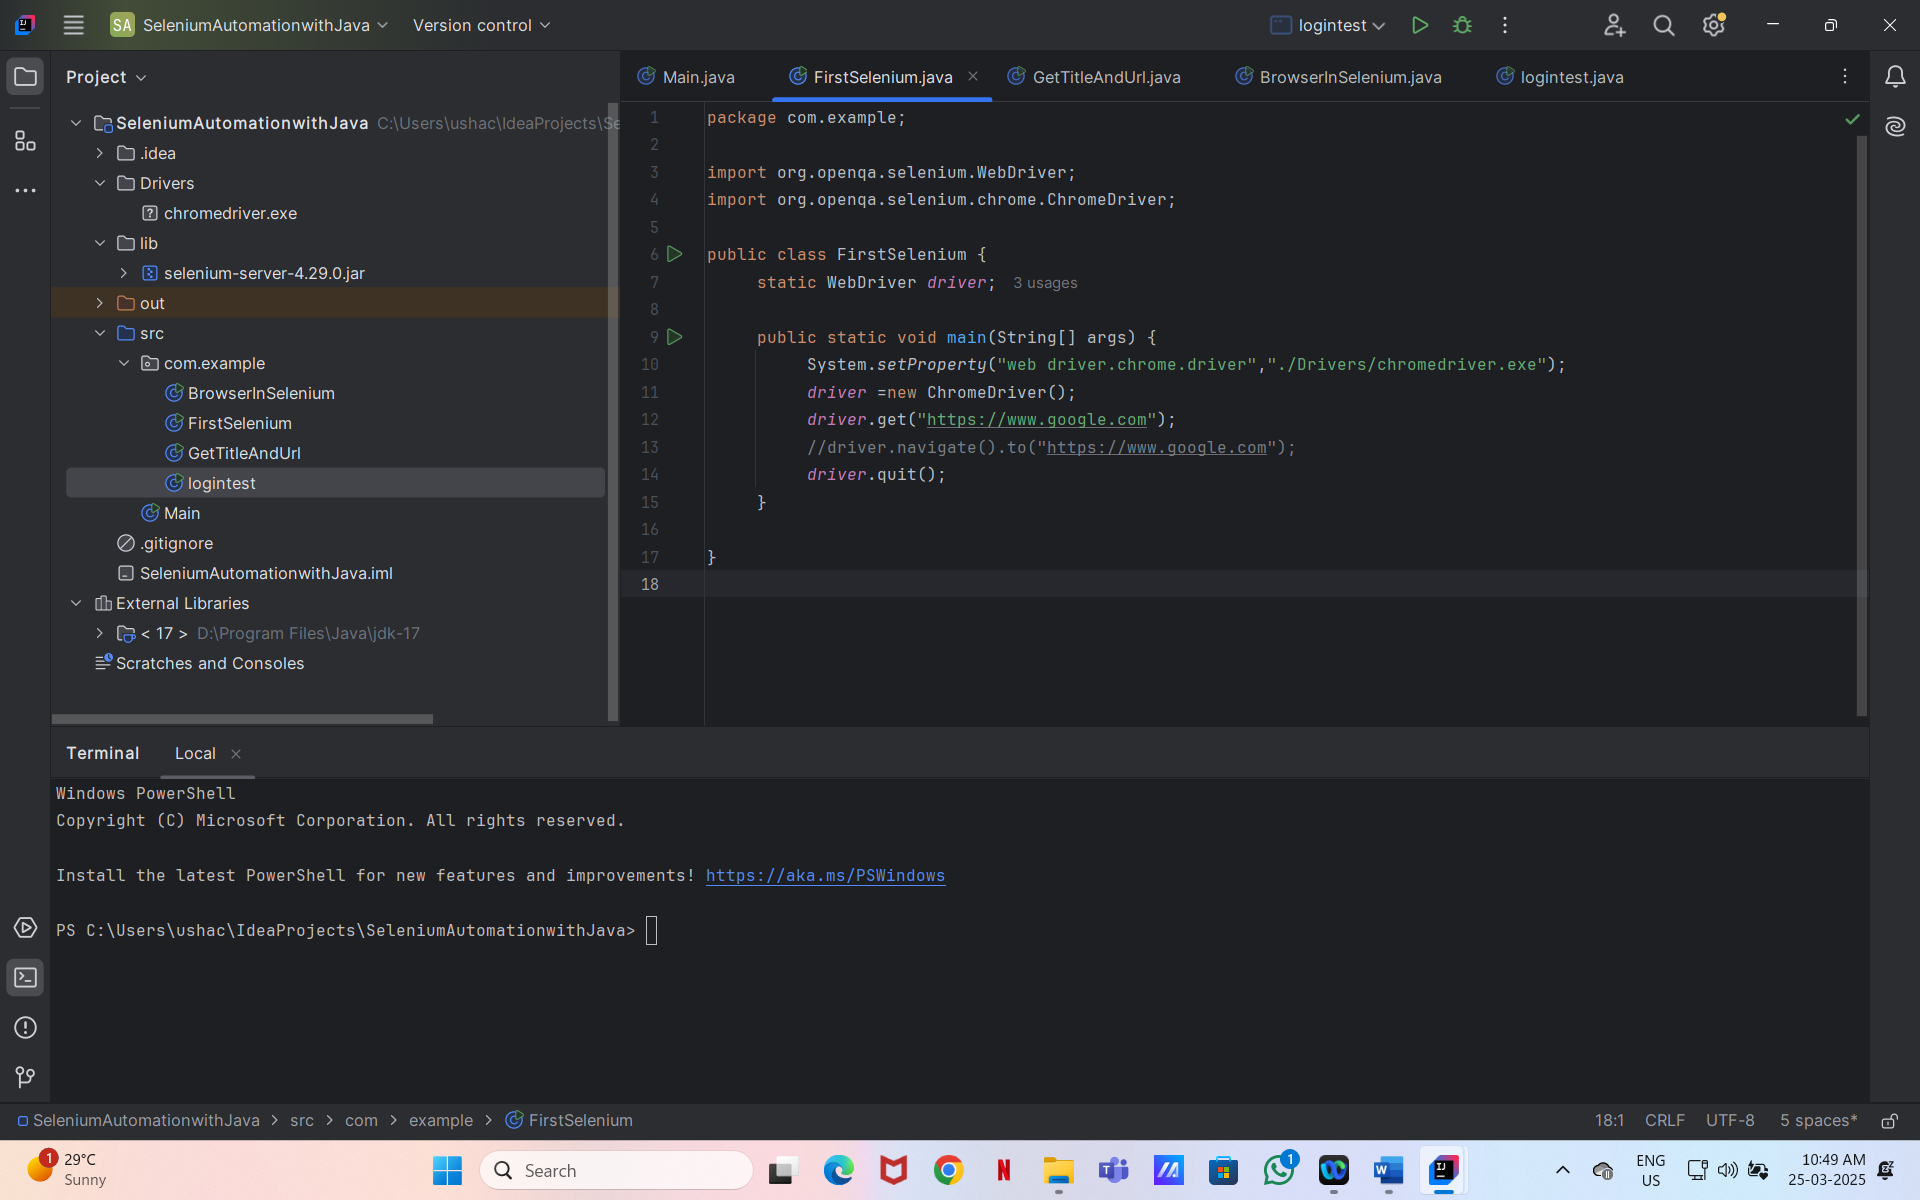 SA SeleniumAutomationwithJava Version control logintest
Project
SeleniumAutomationwithJava C:\Users\ushac\IdeaProjects\Se
.idea
Drivers
chromedriver.exe
lib
selenium-server-4.29.0.jar
out
src
com.example
BrowserInSelenium
FirstSelenium
GetTitleAndUrl
logintest
Main
.gitignore
SeleniumAutomationwithJava.iml
External Libraries
< 17 > D:\Program Files\Java\jdk-17
Scratches and Consoles
Main.java FirstSelenium.java GetTitleAndUrl.java BrowserInSelenium.java logintest.java
1 package com.example;
2
3 import org.openqa.selenium.WebDriver;
4 import org.openqa.selenium.chrome.ChromeDriver;
5
6 public class FirstSelenium {
7 static WebDriver driver; 3 usages
8
9 public static void main(String[] args) {
10 System.setProperty("web driver.chrome.driver","./Drivers/chromedriver.exe");
11 driver =new ChromeDriver();
12 driver.get("https://www.google.com");
13 //driver.navigate().to("https://www.google.com");
14 driver.quit();
15 }
16
17 }
18
Terminal Local
Windows PowerShell
Copyright (C) Microsoft Corporation. All rights reserved.
Install the latest PowerShell for new features and improvements! https://aka.ms/PSWindows
PS C:\Users\ushac\IdeaProjects\SeleniumAutomationwithJava>
SeleniumAutomationwithJava > src > com > example > FirstSelenium 18:1 CRLF UTF-8 5 spaces*
1 29°C
Sunny
Search
1
ENG
US
10:49 AM
25-03-2025